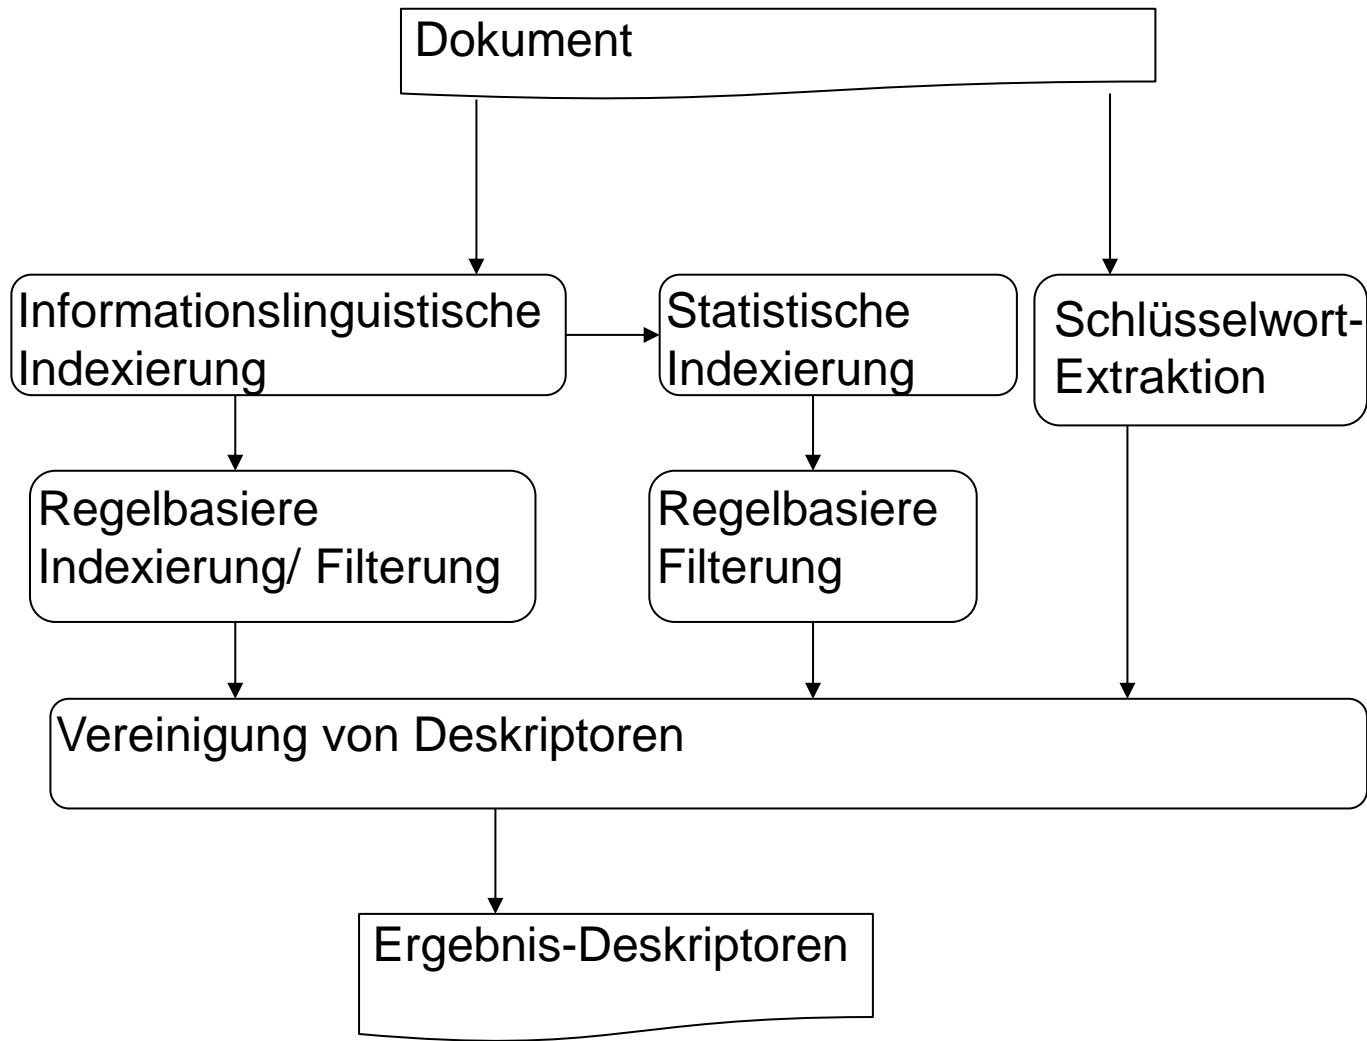 Dokument
Informationslinguistische
Indexierung
Statistische
Indexierung
Schlüsselwort-
Extraktion
Regelbasiere
Indexierung/ Filterung
Regelbasiere
Filterung
Vereinigung von Deskriptoren
Ergebnis-Deskriptoren